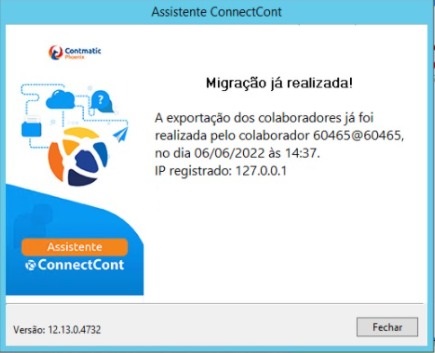 Assistente ConnectCont
Contmatic
Phoenix
Migração já realizada!
A exportação dos colaboradores já foi
realizada pelo colaborador 60465@60465,
no dia 06/06/2022 às 14:37.
IP registrado: 127.0.0.1
?
Assistente
ConnectCont
Versão: 12.13.0.4732
Fechar